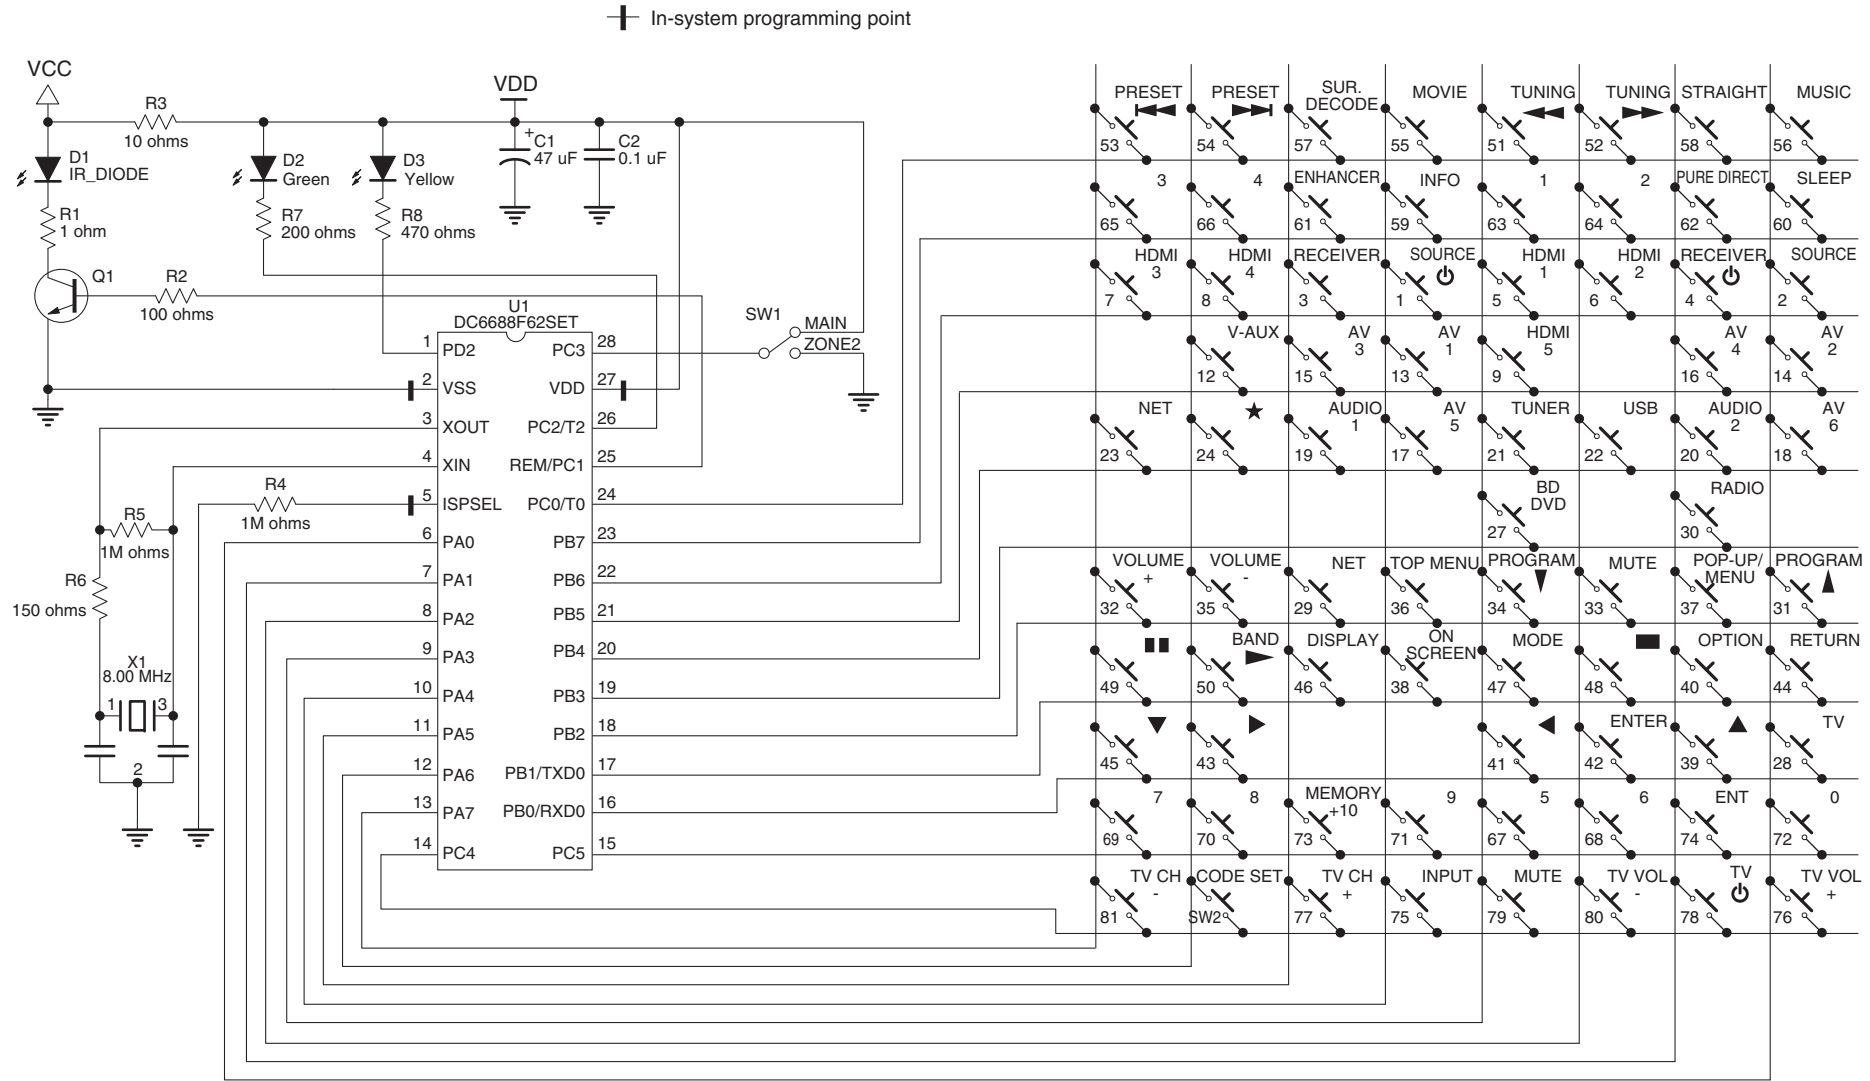 In-system programming point
VCC
VDD
R3
10 ohms
D1
IR_DIODE
D2
Green
D3
Yellow
+
C1
47 uF
C2
0.1 uF
R1
1 ohm
R7
200 ohms
R8
470 ohms
Q1
R2
100 ohms
U1
DC6688F62SET
SW1
MAIN
ZONE2
1 PD2
2 VSS
3 XOUT
4 XIN
5 ISPSEL
6 PA0
7 PA1
8 PA2
9 PA3
10 PA4
11 PA5
12 PA6
13 PA7
14 PC4
PC3 28
VDD 27
PC2/T2 26
REM/PC1 25
PC0/T0 24
PB7 23
PB6 22
PB5 21
PB4 20
PB3 19
PB2 18
PB1/TXD0 17
PB0/RXD0 16
PC5 15
R4
1M ohms
R5
1M ohms
R6
150 ohms
X1
8.00 MHz
1 3
2
PRESET PRESET SUR. DECODE MOVIE TUNING TUNING STRAIGHT MUSIC
53 54 57 55 51 52 58 56
3 4 ENHANCER INFO 1 2 PURE DIRECT SLEEP
65 66 61 59 63 64 62 60
HDMI 3 HDMI 4 RECEIVER SOURCE HDMI 1 HDMI 2 RECEIVER SOURCE
7 8 3 1 5 6 4 2
V-AUX AV 3 AV 1 HDMI 5 AV 4 AV 2
12 15 13 9 16 14
NET ★ AUDIO 1 AV 5 TUNER USB AUDIO 2 AV 6
23 24 19 17 21 22 20 18
BD DVD RADIO
27 30
VOLUME + VOLUME - NET TOP MENU PROGRAM MUTE POP-UP/ MENU PROGRAM
32 35 29 36 34 33 37 31
BAND DISPLAY ON SCREEN MODE OPTION RETURN
49 50 46 38 47 48 40 44
ENTER TV
45 43 41 42 39 28
7 8 MEMORY +10 9 5 6 ENT 0
69 70 73 71 67 68 74 72
TV CH - CODE SET TV CH + INPUT MUTE TV VOL - TV TV VOL +
81 SW2 77 75 79 80 78 76